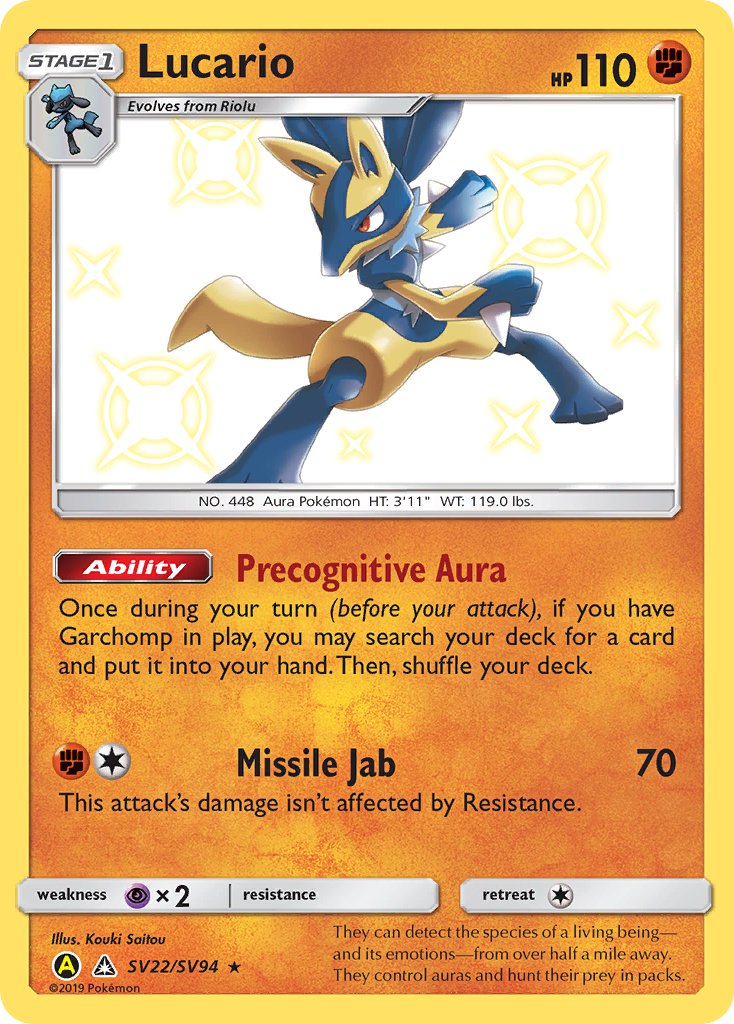 STAGE1
Lucario
HP 110
Evolves from Riolu
NO. 448 Aura Pokémon HT: 3'11" WT: 119.0 lbs.
Ability Precognitive Aura
Once during your turn (before your attack), if you have
Garchomp in play, you may search your deck for a card
and put it into your hand. Then, shuffle your deck.
Missile Jab 70
This attack's damage isn't affected by Resistance.
weakness ×2 resistance retreat
Illus. Kouki Saitou
A SV22/SV94 ★
©2019 Pokémon
They can detect the species of a living being—
and its emotions—from over half a mile away.
They control auras and hunt their prey in packs.